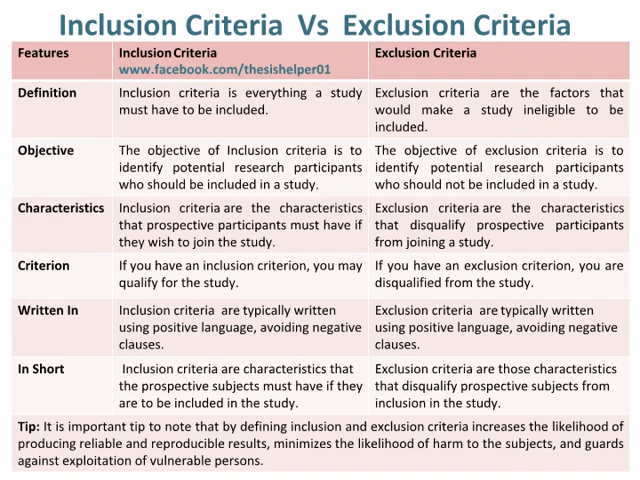 Inclusion Criteria Vs Exclusion Criteria
Features
Inclusion Criteria
www.facebook.com/thesishelper01
Exclusion Criteria
Definition
Inclusion criteria is everything a study
must have to be included.
Exclusion criteria are the factors that
would make a study ineligible to be
included.
Objective
The objective of Inclusion criteria is to
identify potential research participants
who should be included in a study.
The objective of exclusion criteria is to
identify potential research participants
who should not be included in a study.
Characteristics
Inclusion criteria are the characteristics
that prospective participants must have if
they wish to join the study.
Exclusion criteria are the characteristics
that disqualify prospective participants
from joining a study.
Criterion
If you have an inclusion criterion, you may
qualify for the study.
If you have an exclusion criterion, you are
disqualified from the study.
Written In
Inclusion criteria are typically written
using positive language, avoiding negative
clauses.
Exclusion criteria are typically written
using positive language, avoiding negative
clauses.
In Short
Inclusion criteria are characteristics that
the prospective subjects must have if they
are to be included in the study.
Exclusion criteria are those characteristics
that disqualify prospective subjects from
inclusion in the study.
Tip: It is important tip to note that by defining inclusion and exclusion criteria increases the likelihood of
producing reliable and reproducible results, minimizes the likelihood of harm to the subjects, and guards
against exploitation of vulnerable persons.